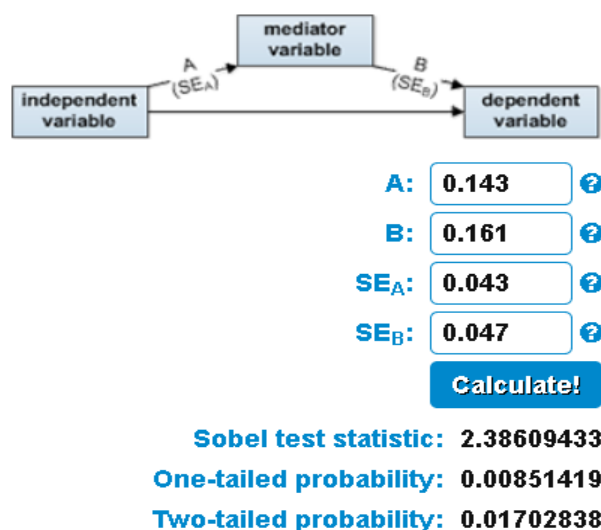 mediator
variable
A
(SEA)
B
(SEB)
independent
variable
dependent
variable
A: 0.143 ?
B: 0.161 ?
SEA: 0.043 ?
SEB: 0.047 ?
Calculate!
Sobel test statistic: 2.38609433
One-tailed probability: 0.00851419
Two-tailed probability: 0.01702838